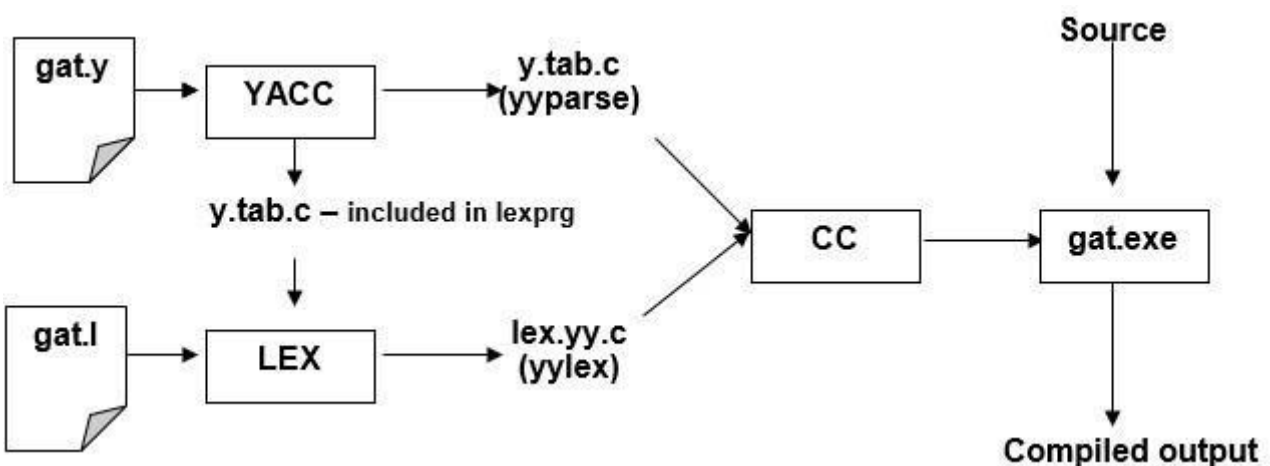 Source
gat.y
YACC
y.tab.c
(yyparse)
y.tab.c – included in lexprg
CC
gat.exe
gat.l
LEX
lex.yy.c
(yylex)
Compiled output